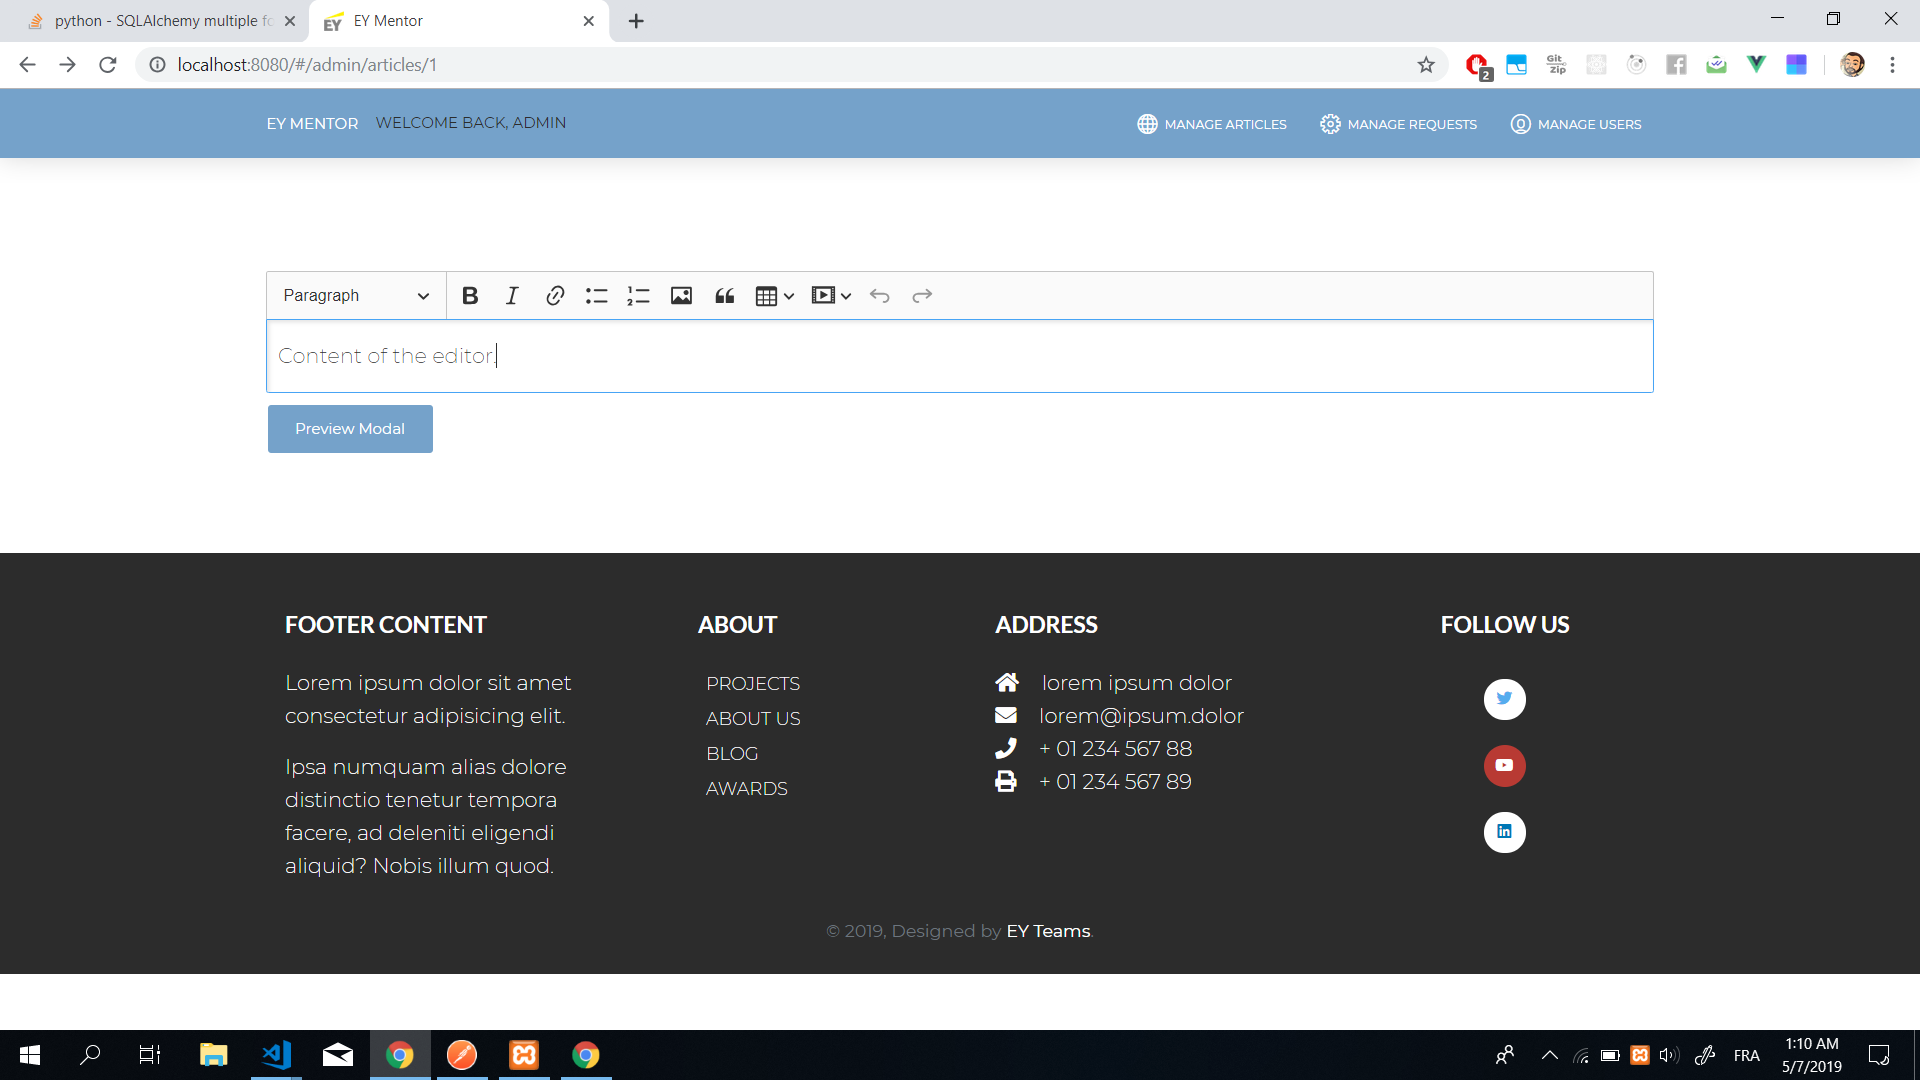 python - SQLAlchemy multiple fo
EY Mentor
localhost:8080/#/admin/articles/1
2
Git
Zip
EY MENTOR
WELCOME BACK, ADMIN
MANAGE ARTICLES
MANAGE REQUESTS
MANAGE USERS
Paragraph
Content of the editor.
Preview Modal
FOOTER CONTENT
Lorem ipsum dolor sit amet
consectetur adipisicing elit.
Ipsa numquam alias dolore
distinctio tenetur tempora
facere, ad deleniti eligendi
aliquid? Nobis illum quod.
ABOUT
PROJECTS
ABOUT US
BLOG
AWARDS
ADDRESS
lorem ipsum dolor
lorem@ipsum.dolor
+ 01 234 567 88
+ 01 234 567 89
FOLLOW US
© 2019, Designed by EY Teams.
FRA
1:10 AM
5/7/2019